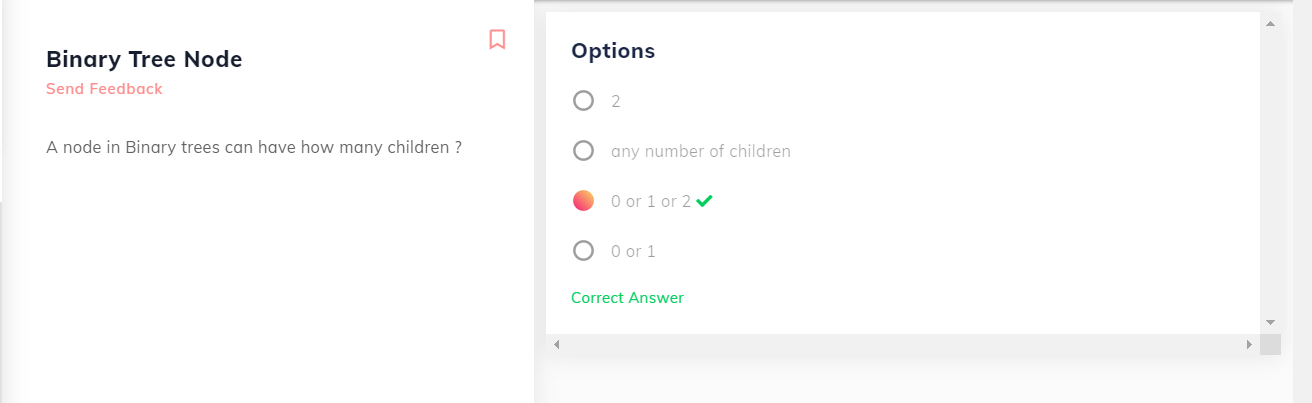 Binary Tree Node
Send Feedback
A node in Binary trees can have how many children ?
Options
2
any number of children
0 or 1 or 2
0 or 1
Correct Answer